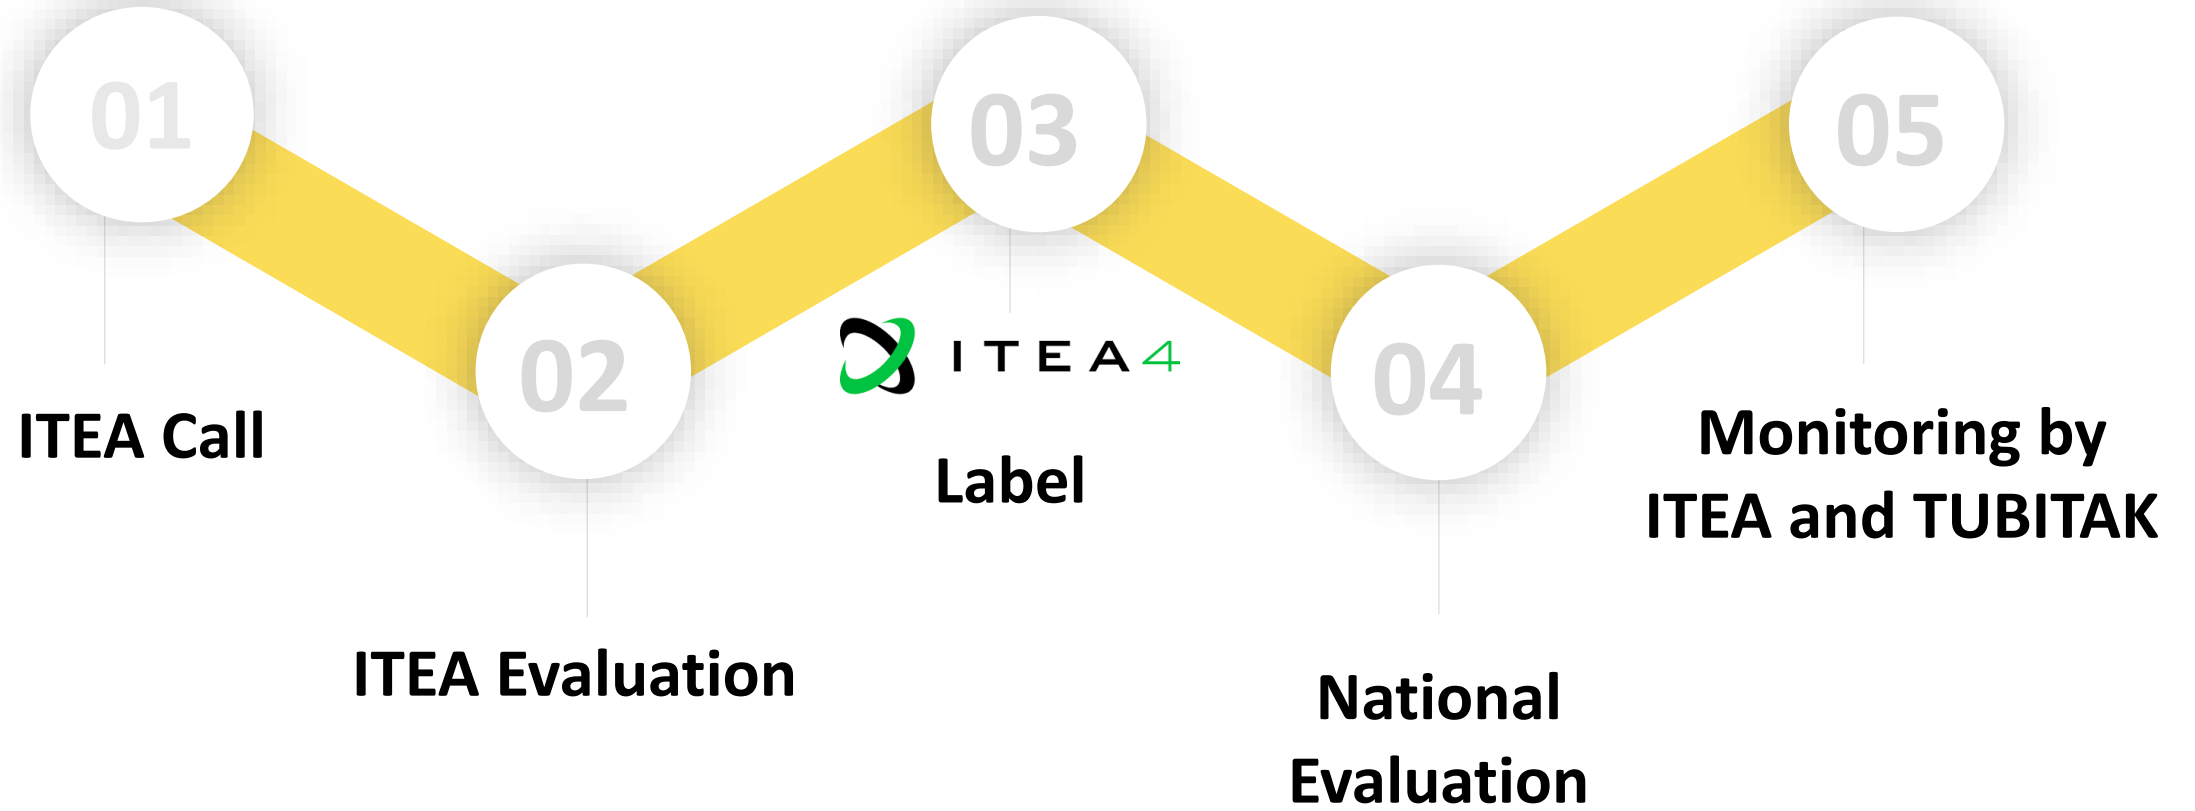 01
ITEA Call
02
ITEA Evaluation
03
ITEA4
Label
04
National
Evaluation
05
Monitoring by
ITEA and TUBITAK